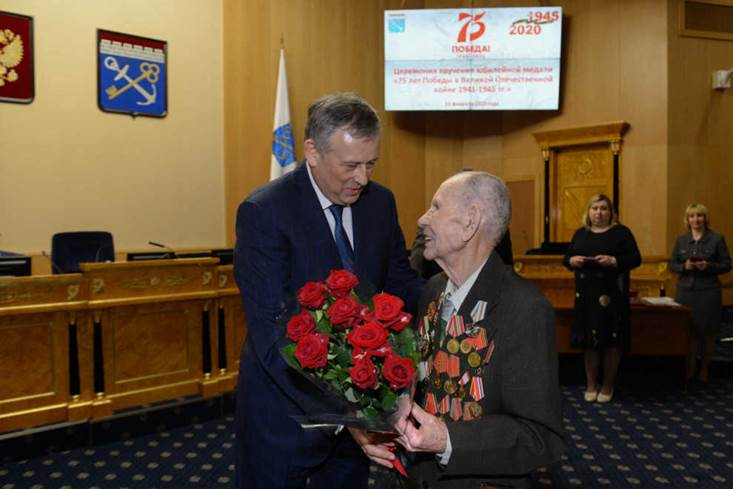 75
1945
2020
ПОБЕДА!
Церемония вручения юбилейной медали
«75 лет Победы в Великой Отечественной
войне 1941-1945 гг.»